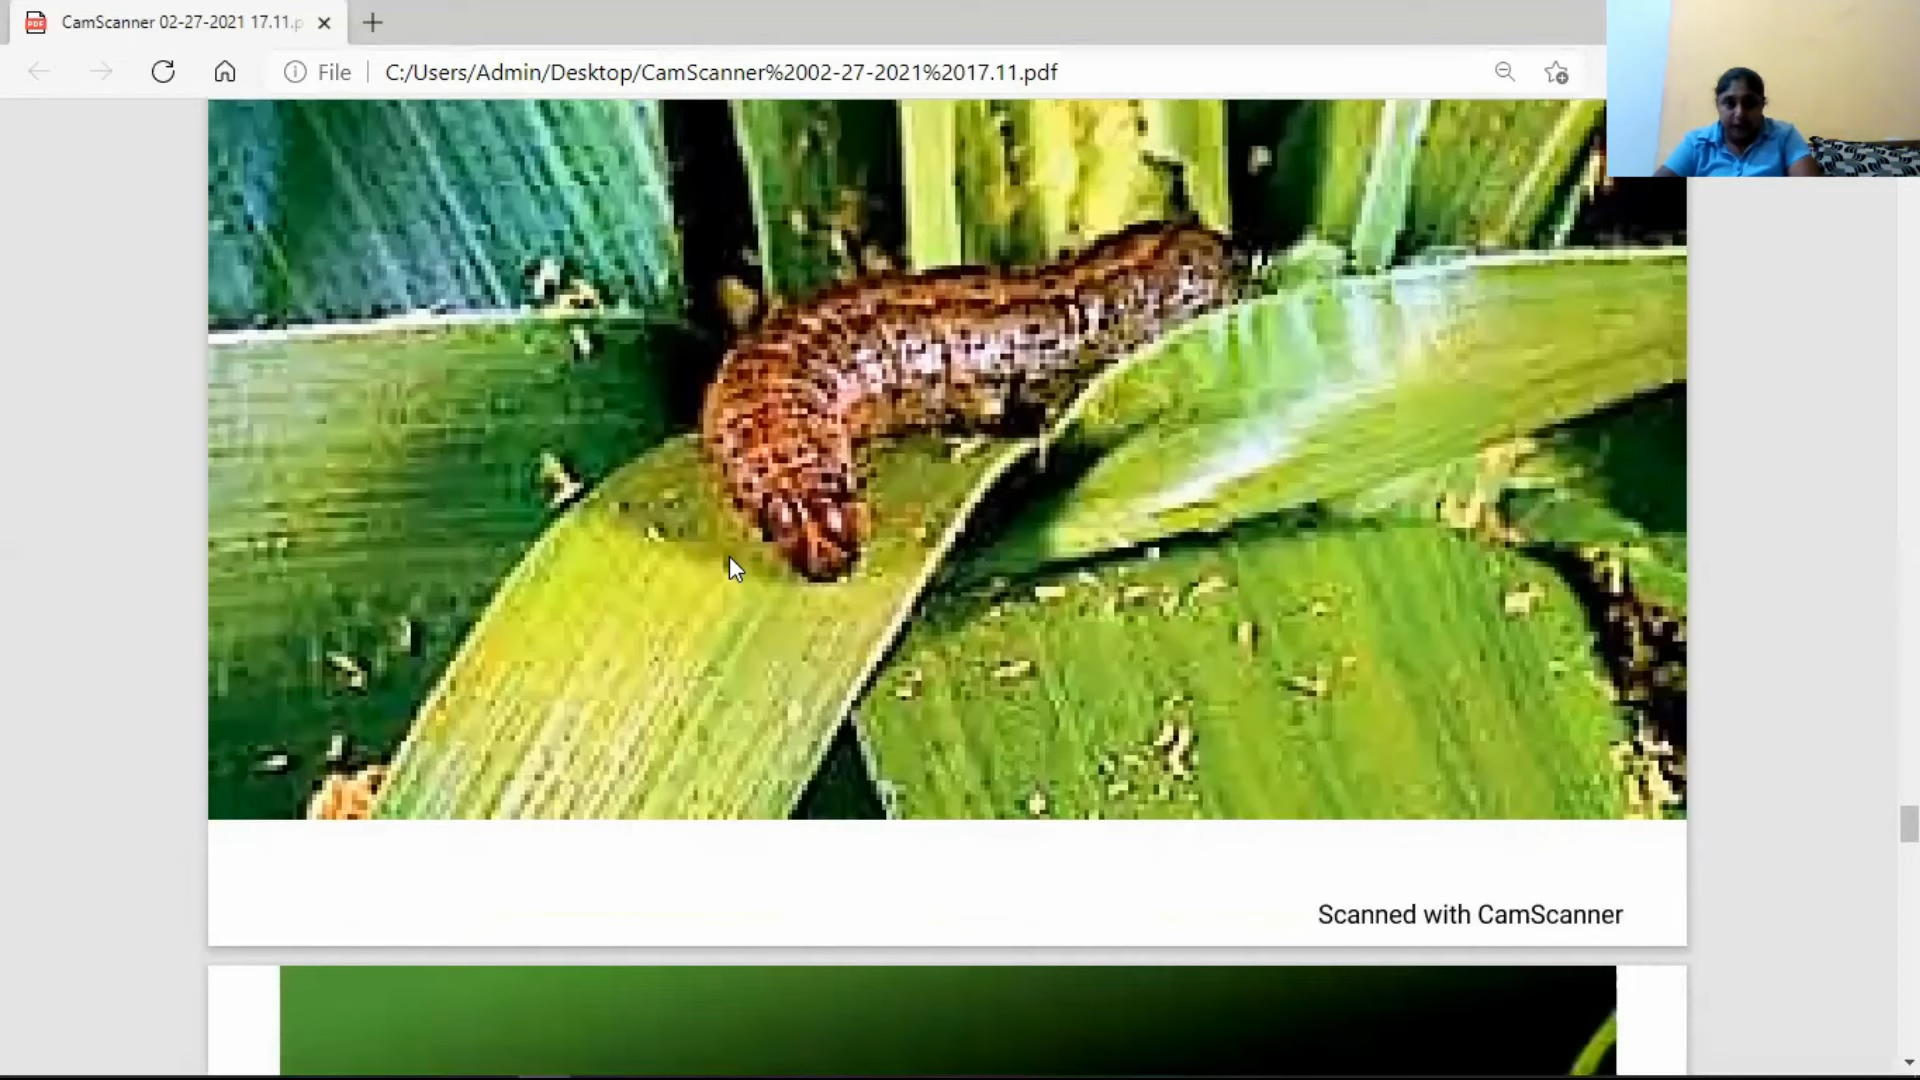 CamScanner 02-27-2021 17.11.p
File
C:/Users/Admin/Desktop/CamScanner%2002-27-2021%2017.11.pdf
Scanned with CamScanner